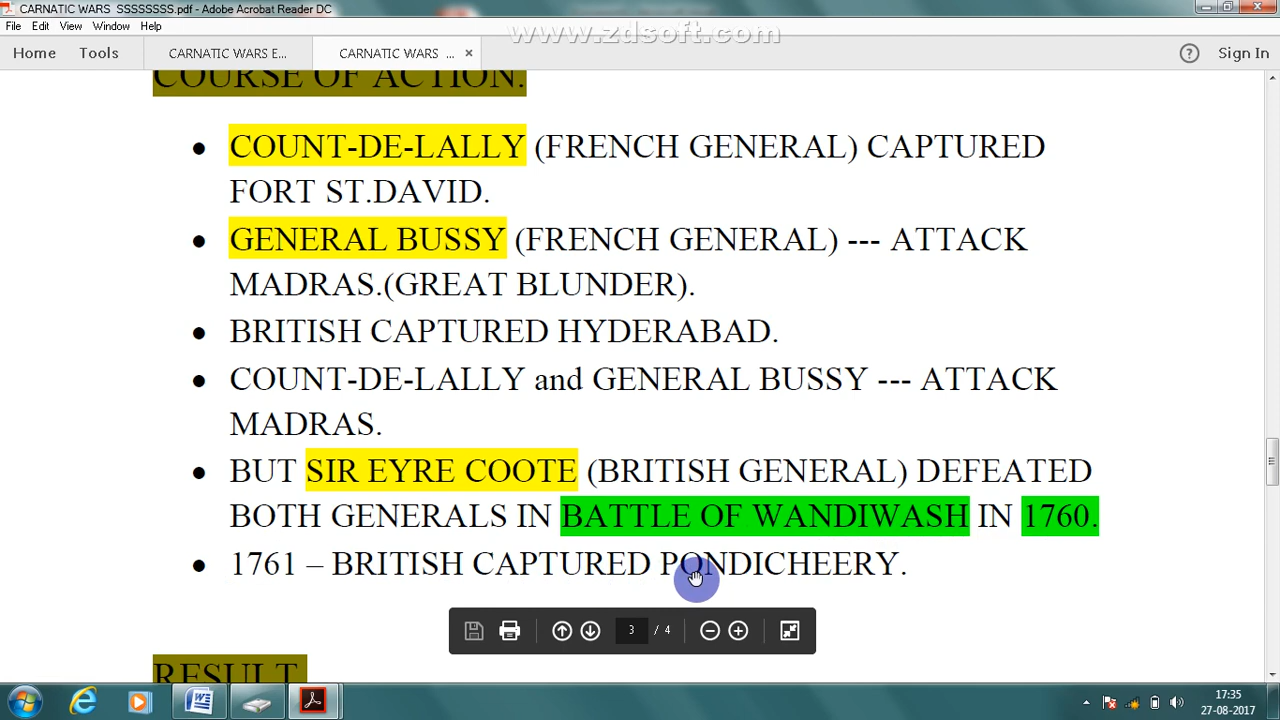 CARNATIC WARS  SSSSSSSS.pdf - Adobe Acrobat Reader DC
www.zdsoft.com
File Edit View Window Help
Home Tools CARNATIC WARS E... CARNATIC WARS ... × ? Sign In
COURSE OF ACTION.
• COUNT-DE-LALLY (FRENCH GENERAL) CAPTURED
FORT ST.DAVID.
• GENERAL BUSSY (FRENCH GENERAL) --- ATTACK
MADRAS.(GREAT BLUNDER).
• BRITISH CAPTURED HYDERABAD.
• COUNT-DE-LALLY and GENERAL BUSSY --- ATTACK
MADRAS.
• BUT SIR EYRE COOTE (BRITISH GENERAL) DEFEATED
BOTH GENERALS IN BATTLE OF WANDIWASH IN 1760.
• 1761 – BRITISH CAPTURED PONDICHEERY.
3 / 4
RESULT
17:35
27-08-2017